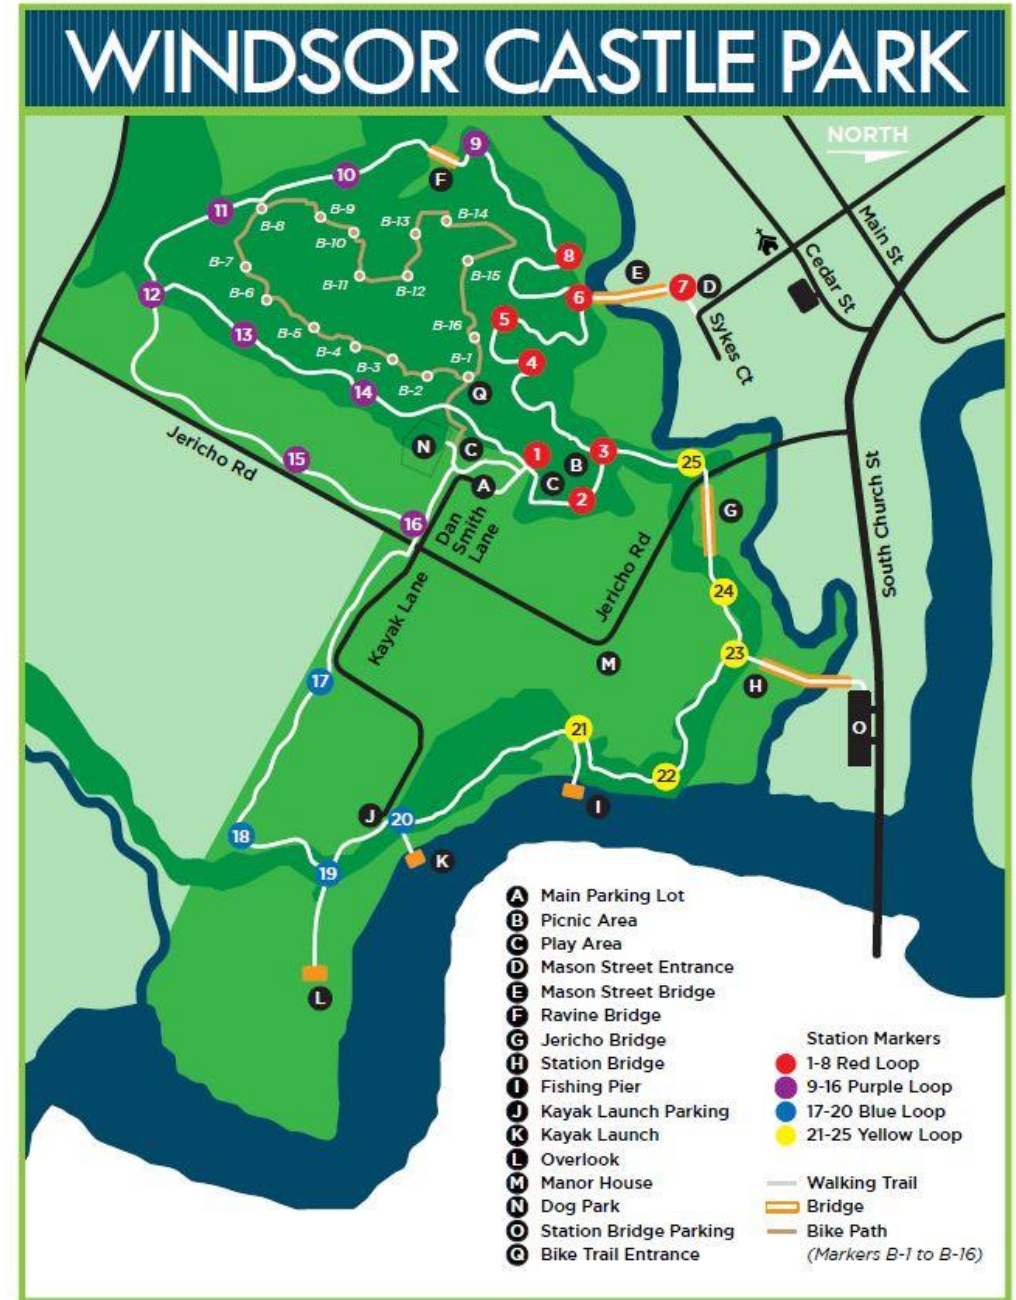 WINDSOR CASTLE PARK
NORTH
9
10
F
11
B-8
B-9
B-10
B-13
B-14
8
Main St
Cedar St
B-7
B-15
E
7
D
12
B-6
B-11
B-12
6
5
Sykes Ct
13
B-5
B-16
4
B-4
B-3
B-1
B-2
14
Q
Jericho Rd
N
C
1
B
3
25
15
A
C
2
G
South Church St
16
Dan
Smith
Lane
Jericho Rd
Kayak Lane
24
M
23
H
17
21
O
22
I
J
20
18
K
19
L
A Main Parking Lot
B Picnic Area
C Play Area
D Mason Street Entrance
E Mason Street Bridge
F Ravine Bridge
G Jericho Bridge
H Station Bridge
I Fishing Pier
J Kayak Launch Parking
K Kayak Launch
L Overlook
M Manor House
N Dog Park
O Station Bridge Parking
Q Bike Trail Entrance
Station Markers
1-8 Red Loop
9-16 Purple Loop
17-20 Blue Loop
21-25 Yellow Loop
Walking Trail
Bridge
Bike Path
(Markers B-1 to B-16)